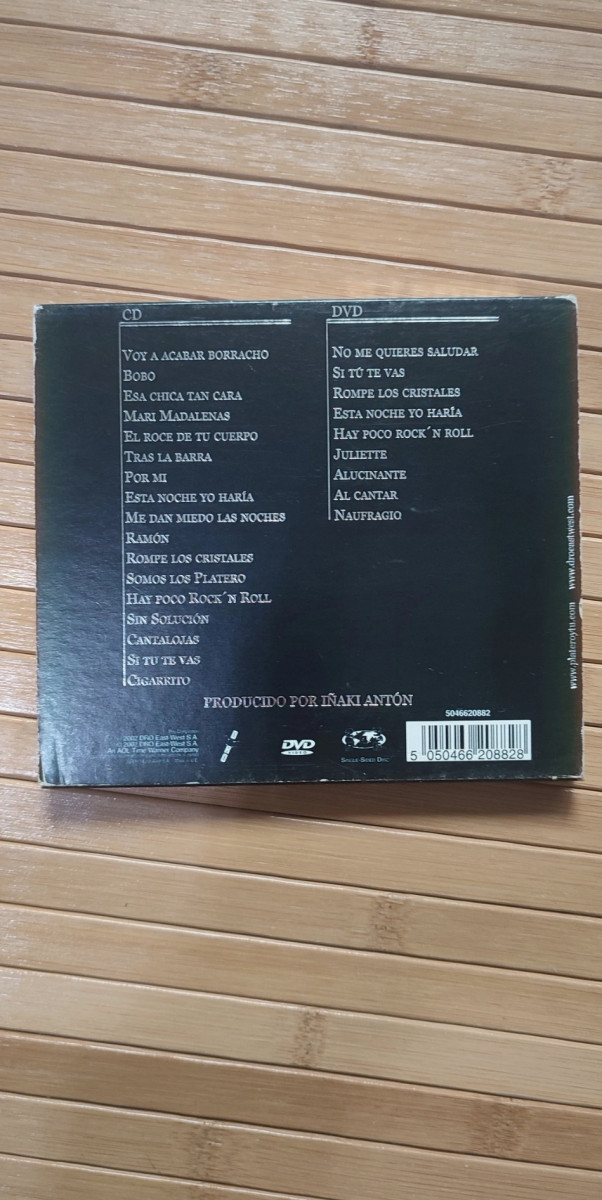 CD
VOY A ACABAR BORRACHO
BOBO
ESA CHICA TAN CARA
MARI MADALENAS
EL ROCE DE TU CUERPO
TRAS LA BARRA
POR MI
ESTA NOCHE YO HARÍA
ME DAN MIEDO LAS NOCHES
RAMÓN
ROMPE LOS CRISTALES
SOMOS LOS PLATERO
HAY POCO ROCK´N ROLL
SIN SOLUCIÓN
CANTALOJAS
SI TU TE VAS
CIGARRITO
DVD
NO ME QUIERES SALUDAR
SI TÚ TE VAS
ROMPE LOS CRISTALES
ESTA NOCHE YO HARÍA
HAY POCO ROCK´N ROLL
JULIETTE
ALUCINANTE
AL CANTAR
NAUFRAGIO
www.plateroytu.com www.droeastwest.com
PRODUCIDO POR IÑAKI ANTÓN
2002 DRO East West S.A.
© 2002 DRO East West S.A.
An AOL Time Warner Company
DVD
VIDEO
SINGLE-SIDED DISC
5046620882
5 050466 208828